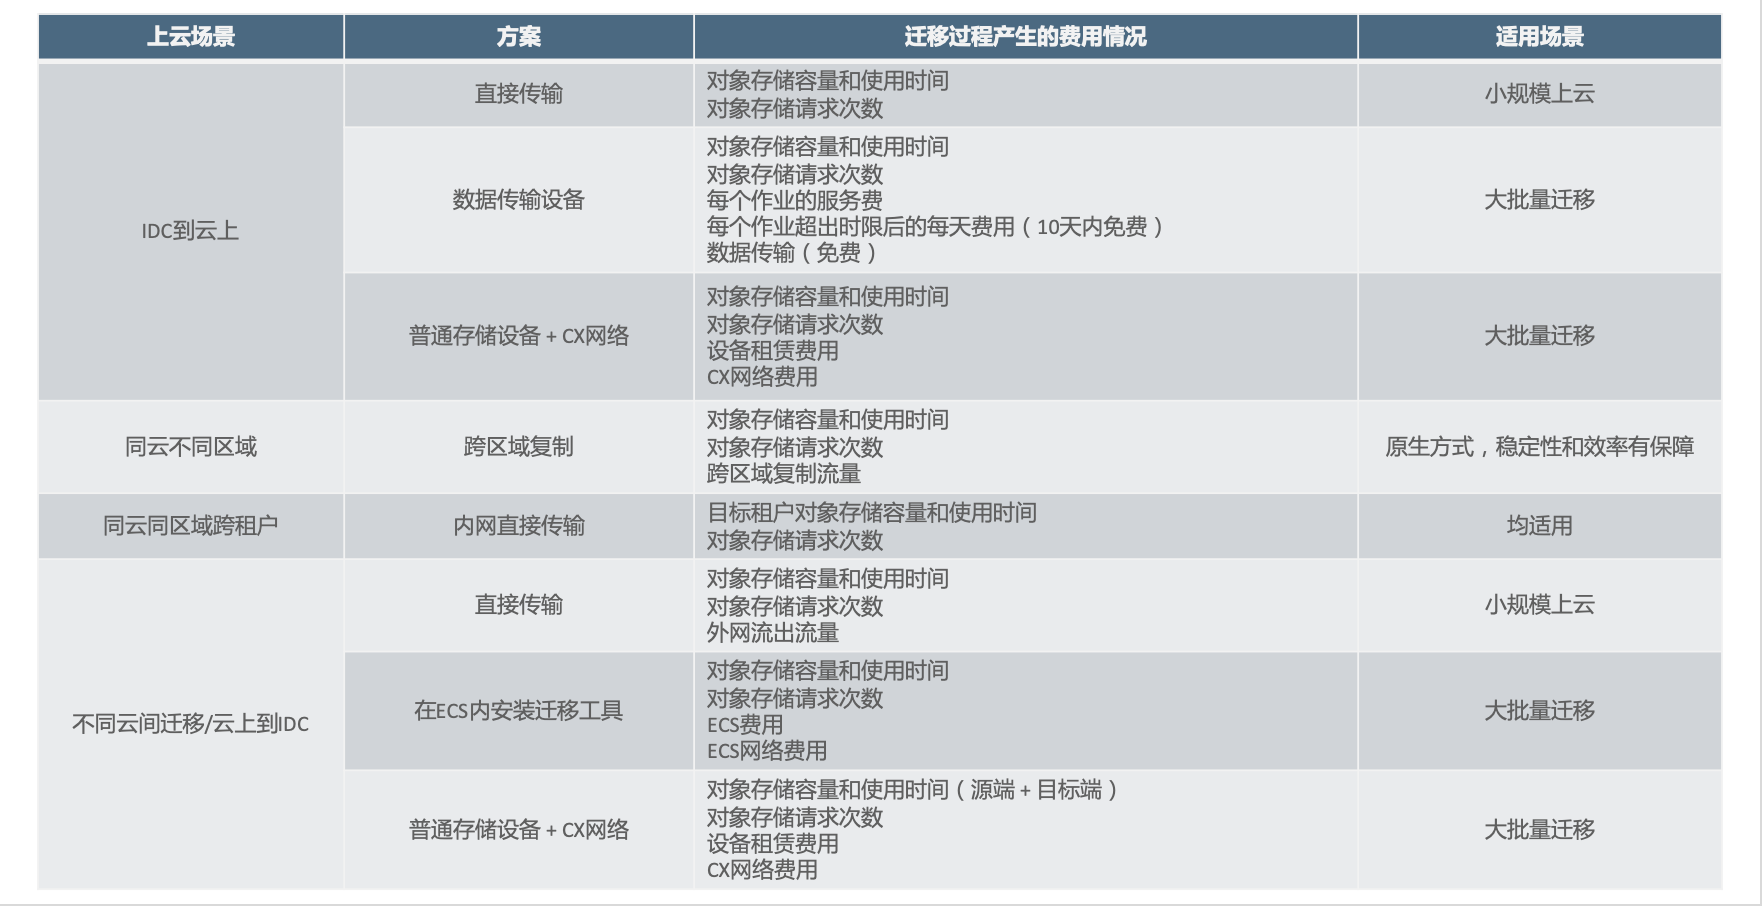 上云场景
方案
迁移过程产生的费用情况
适用场景
IDC到云上
直接传输
对象存储容量和使用时间
对象存储请求次数
小规模上云
数据传输设备
对象存储容量和使用时间
对象存储请求次数
每个作业的服务费
每个作业超出时限后的每天费用（10天内免费）
数据传输（免费）
大批量迁移
普通存储设备 + CX网络
对象存储容量和使用时间
对象存储请求次数
设备租赁费用
CX网络费用
大批量迁移
同云不同区域
跨区域复制
对象存储容量和使用时间
对象存储请求次数
跨区域复制流量
原生方式，稳定性和效率有保障
同云同区域跨租户
内网直接传输
目标租户对象存储容量和使用时间
对象存储请求次数
均适用
不同云间迁移/云上到IDC
直接传输
对象存储容量和使用时间
对象存储请求次数
外网流出流量
小规模上云
在ECS内安装迁移工具
对象存储容量和使用时间
对象存储请求次数
ECS费用
ECS网络费用
大批量迁移
普通存储设备 + CX网络
对象存储容量和使用时间（源端 + 目标端）
对象存储请求次数
设备租赁费用
CX网络费用
大批量迁移